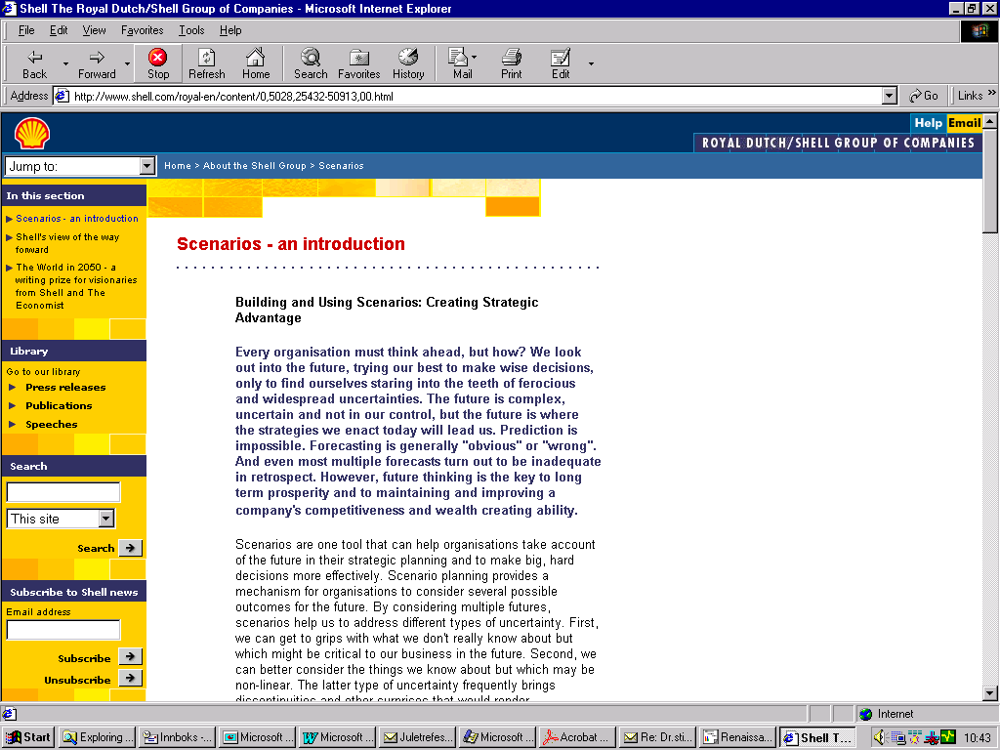 Shell The Royal Dutch/Shell Group of Companies - Microsoft Internet Explorer
File Edit View Favorites Tools Help
Back Forward Stop Refresh Home Search Favorites History Mail Print Edit
Address http://www.shell.com/royal-en/content/0,5028,25432-50913,00.html Go Links »
Help Email
ROYAL DUTCH/SHELL GROUP OF COMPANIES
Jump to: Home > About the Shell Group > Scenarios
In this section
Scenarios - an introduction
Shell's view of the way
forward
The World in 2050 - a
writing prize for visionaries
from Shell and The
Economist
Library
Go to our library
Press releases
Publications
Speeches
Search
This site
Search
Subscribe to Shell news
Email address
Subscribe
Unsubscribe
Scenarios - an introduction
Building and Using Scenarios: Creating Strategic
Advantage
Every organisation must think ahead, but how? We look
out into the future, trying our best to make wise decisions,
only to find ourselves staring into the teeth of ferocious
and widespread uncertainties. The future is complex,
uncertain and not in our control, but the future is where
the strategies we enact today will lead us. Prediction is
impossible. Forecasting is generally "obvious" or "wrong".
And even most multiple forecasts turn out to be inadequate
in retrospect. However, future thinking is the key to long
term prosperity and to maintaining and improving a
company's competitiveness and wealth creating ability.
Scenarios are one tool that can help organisations take account
of the future in their strategic planning and to make big, hard
decisions more effectively. Scenario planning provides a
mechanism for organisations to consider several possible
outcomes for the future. By considering multiple futures,
scenarios help us to address different types of uncertainty. First,
we can get to grips with what we don't really know about but
which might be critical to our business in the future. Second, we
can better consider the things we know about but which may be
non-linear. The latter type of uncertainty frequently brings
discontinuities and other surprises that would render
Internet
Start Exploring ... Innboks -... Microsoft ... Microsoft ... Juletrefes... Microsoft ... Acrobat ... Re: Dr.sti... Renaissa... Shell T... 10:43